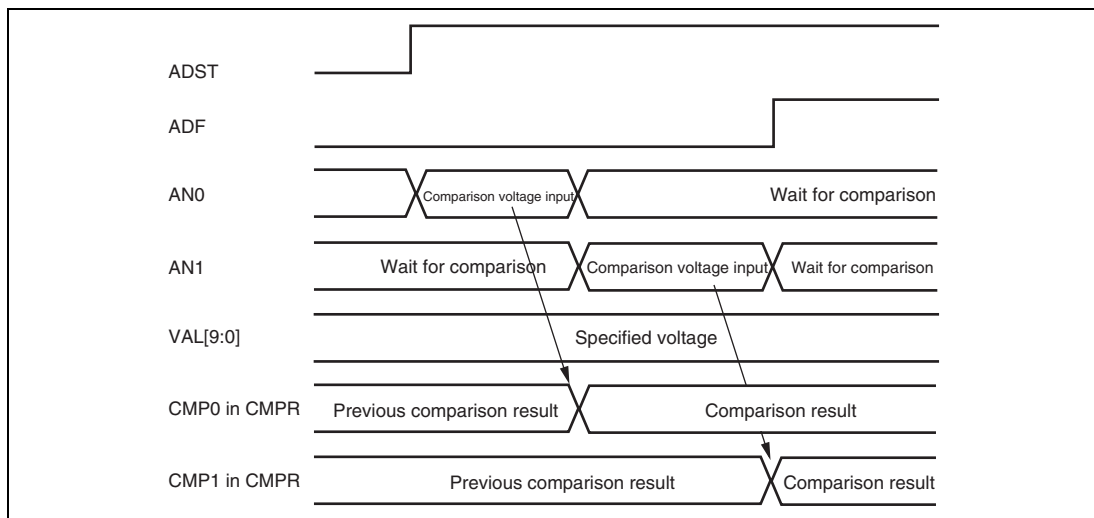 ADST
ADF
AN0
Comparison voltage input
Wait for comparison
AN1
Wait for comparison
Comparison voltage input
Wait for comparison
VAL[9:0]
Specified voltage
CMP0 in CMPR
Previous comparison result
Comparison result
CMP1 in CMPR
Previous comparison result
Comparison result